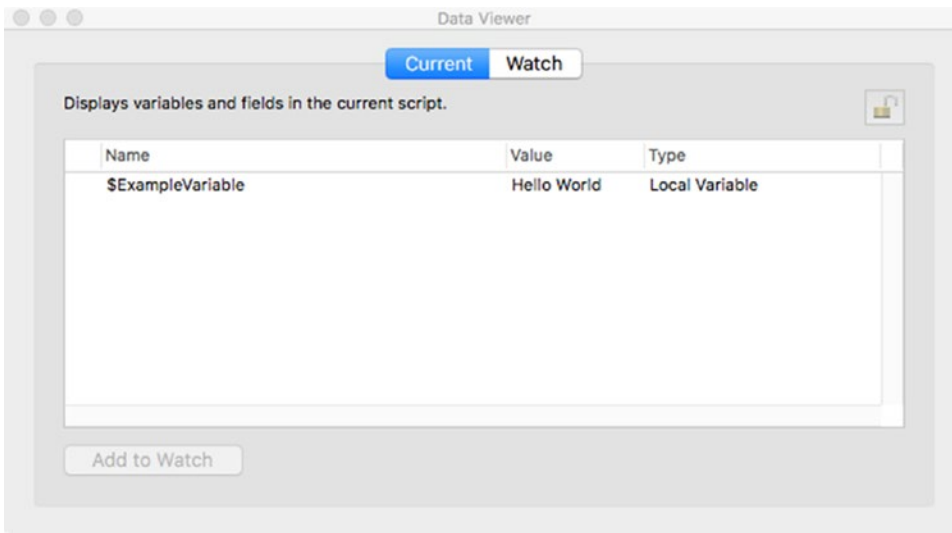 Data Viewer
Current Watch
Displays variables and fields in the current script.
Name Value Type
$ExampleVariable Hello World Local Variable
Add to Watch